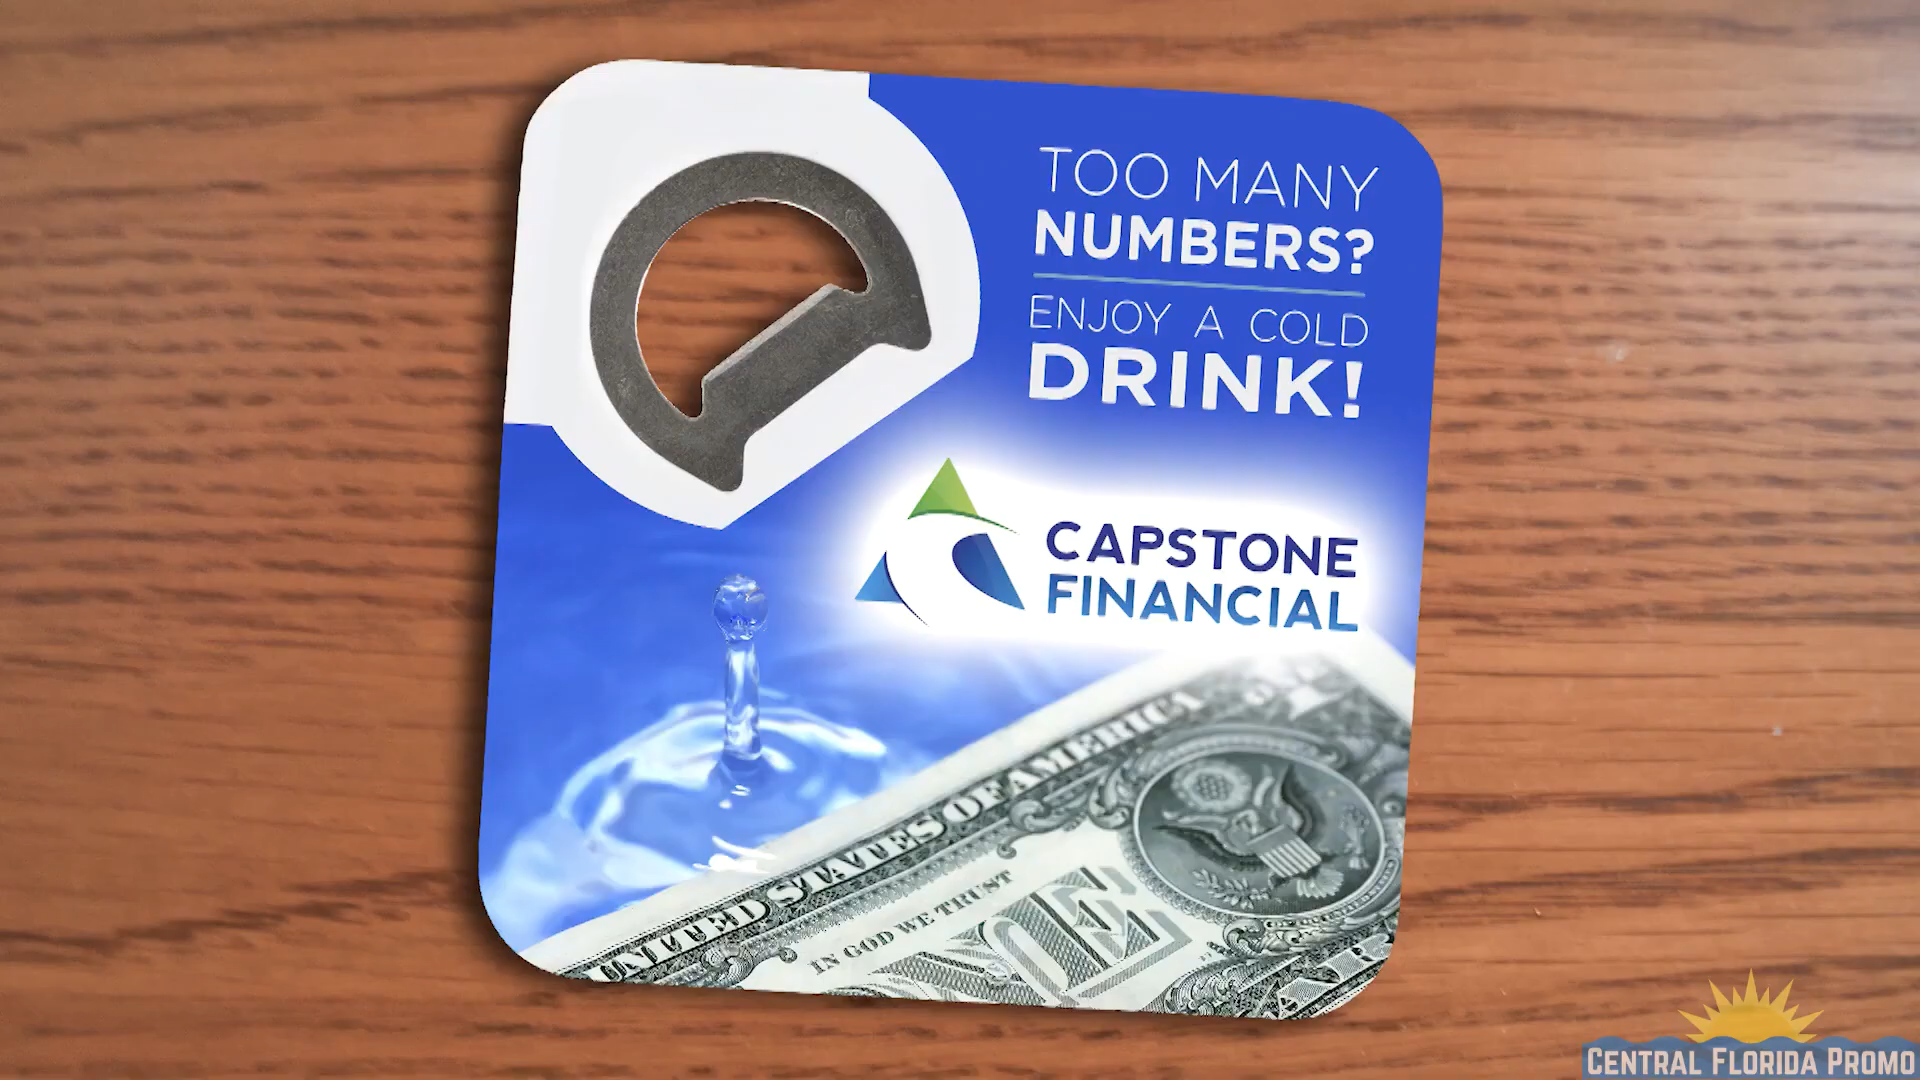 TOO MANY
NUMBERS?
ENJOY A COLD
DRINK!
CAPSTONE
FINANCIAL
UNITED STATES OF AMERICA
IN GOD WE TRUST
ONE
CENTRAL FLORIDA PROMO